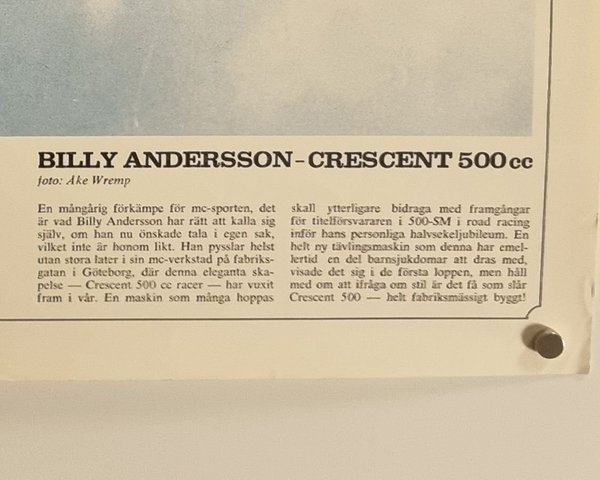 BILLY ANDERSSON – CRESCENT 500 cc
foto: Åke Wremp
En mångårig förkämpe för mc-sporten, det
är vad Billy Andersson har rätt att kalla sig
själv, om han nu önskade tala i egen sak,
vilket inte är honom likt. Han pysslar helst
utan stora later i sin mc-verkstad på fabriks-
gatan i Göteborg, där denna eleganta ska-
pelse — Crescent 500 cc racer — har vuxit
fram i vår. En maskin som många hoppas
skall ytterligare bidraga med framgångar
för titelförsvararen i 500-SM i road racing
inför hans personliga halvsekeljubileum. En
helt ny tävlingsmaskin som denna har emel-
lertid en del barnsjukdomar att dras med,
visade det sig i de första loppen, men håll
med om att ifråga om stil är det få som slår
Crescent 500 — helt fabriksmässigt byggt!